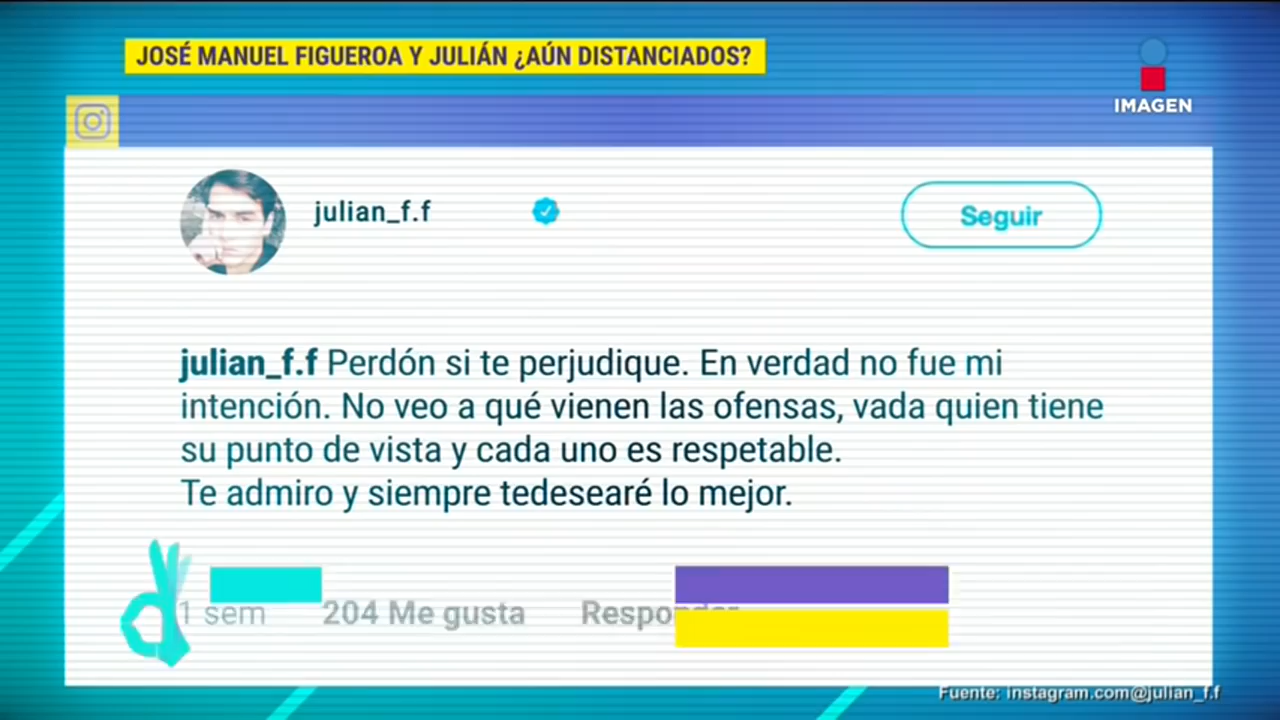 JOSÉ MANUEL FIGUEROA Y JULIÁN ¿AÚN DISTANCIADOS?
IMAGEN
julian_f.f
Seguir
julian_f.f Perdón si te perjudique. En verdad no fue mi
intención. No veo a qué vienen las ofensas, vada quien tiene
su punto de vista y cada uno es respetable.
Te admiro y siempre tedesearé lo mejor.
1 sem 204 Me gusta Responder
Fuente: instagram.com@julian_f.f